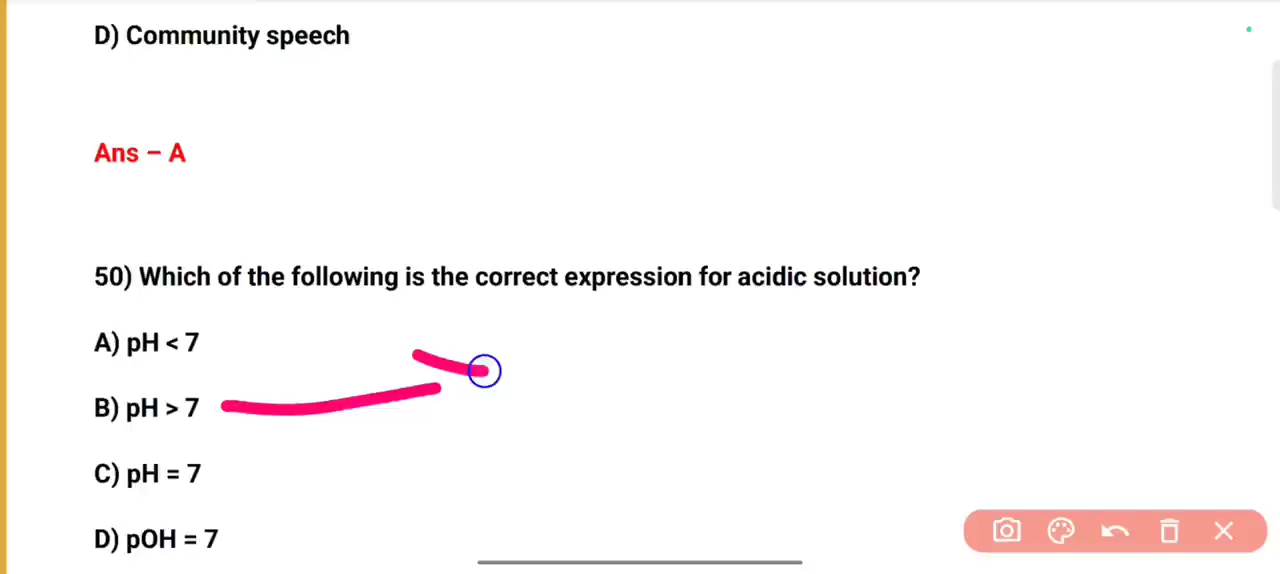 D) Community speech
Ans – A
50) Which of the following is the correct expression for acidic solution?
A) pH < 7
B) pH > 7
C) pH = 7
D) pOH = 7